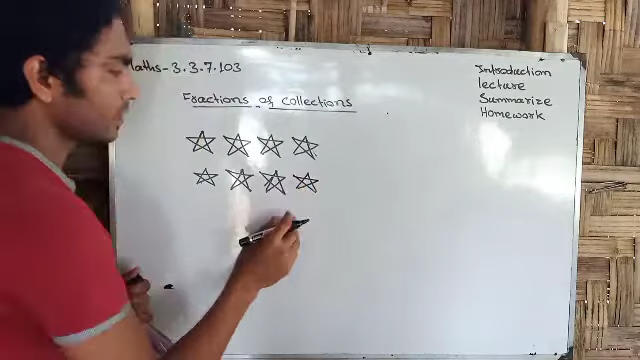 Maths-3.3.7.103
Fractions of collections
Introduction
lecture
Summarize
Homework